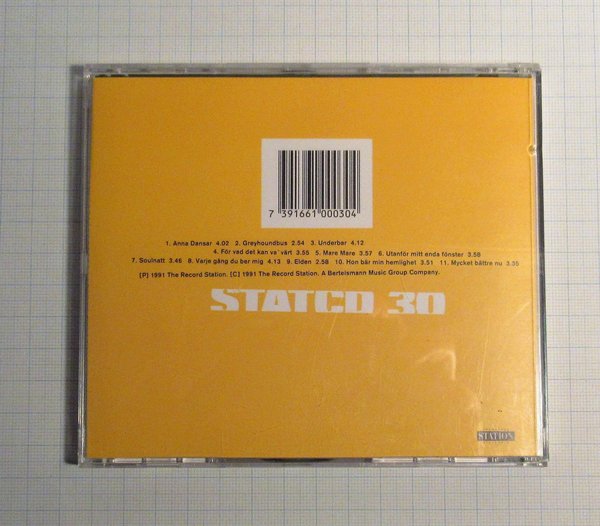 7 391661 000304
1. Anna Dansar 4.02 2. Greyhoundbus 2.54 3. Underbar 4.12
4. För vad det kan va' värt 3.55 5. Mare Mare 3.57 6. Utanför mitt enda fönster 3.58
7. Soulnatt 3.46 8. Varje gång du ber mig 4.13 9. Elden 2.58 10. Hon bär min hemlighet 3.51 11. Mycket bättre nu 3.35
(P) 1991 The Record Station. (C) 1991 The Record Station. A Bertelsmann Music Group Company.
STATCD 30
STATION